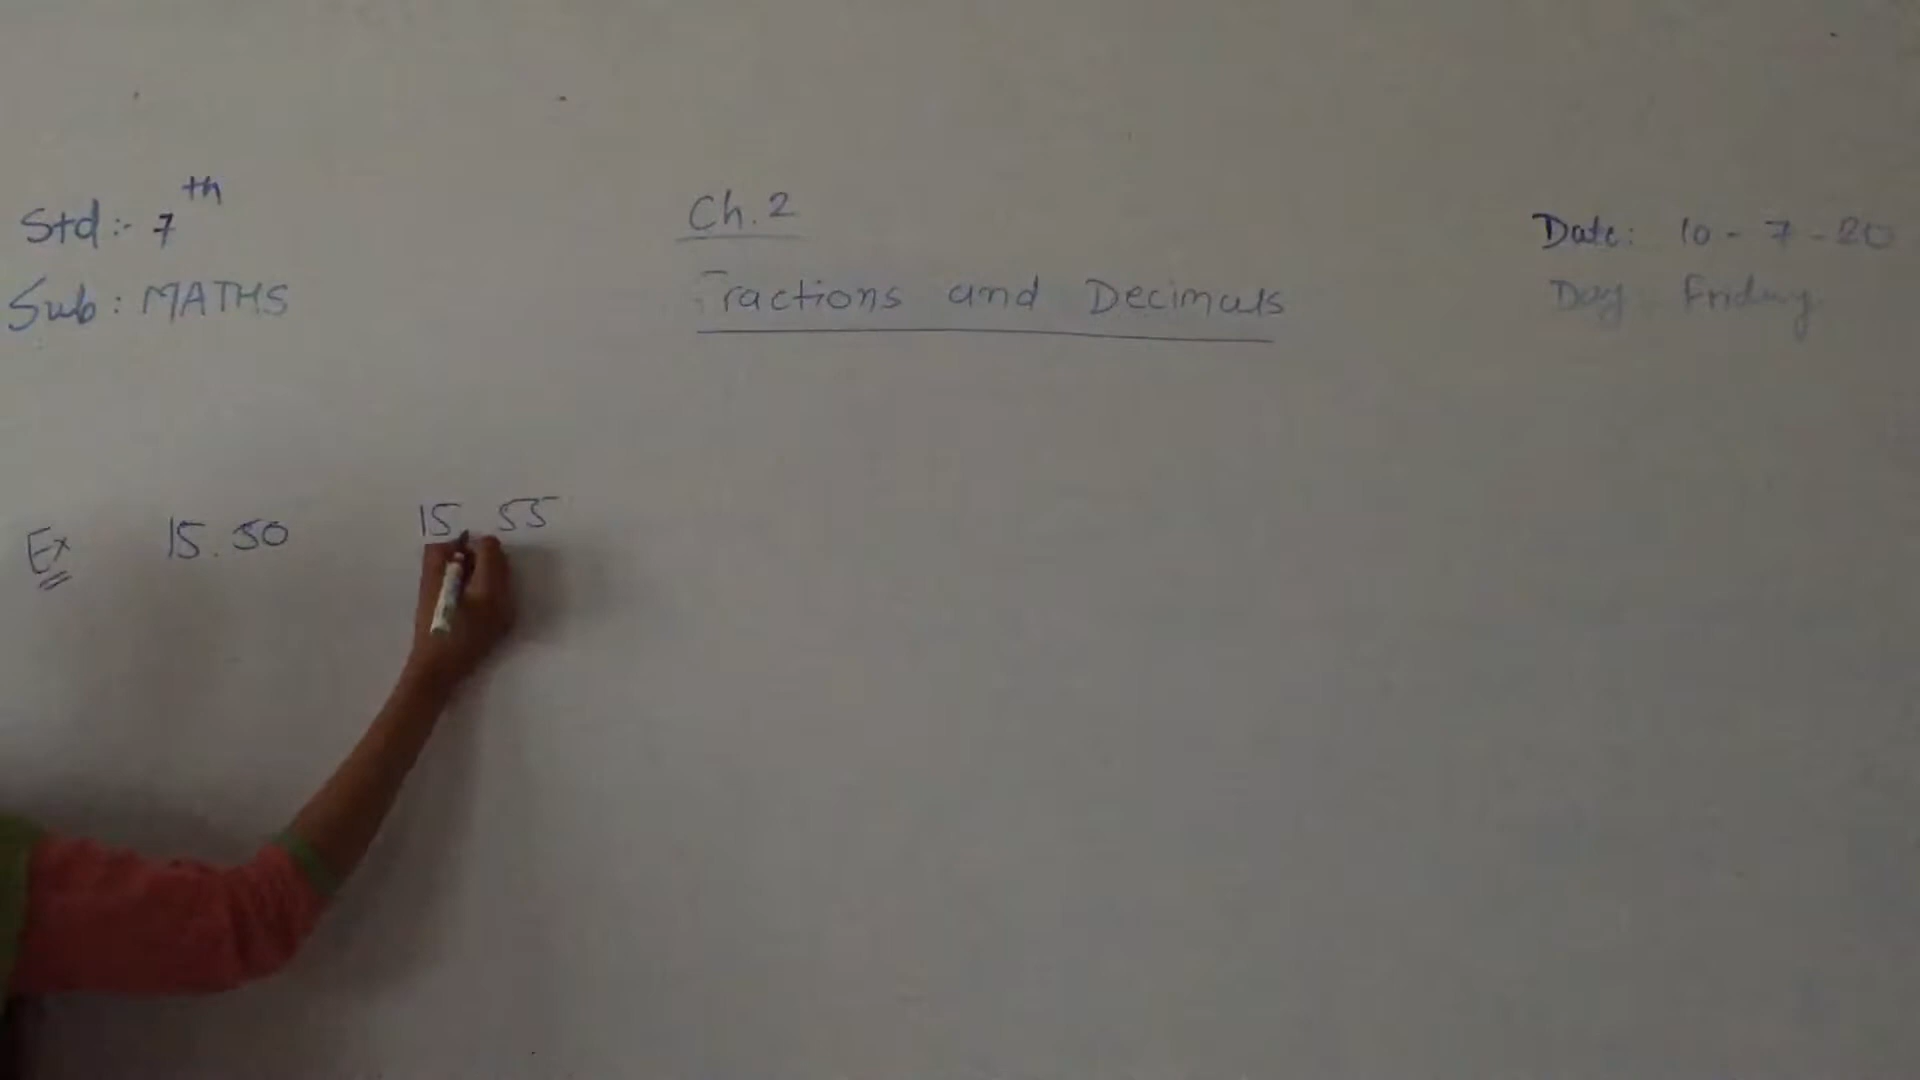 Std:- 7th
Sub: MATHS
Ch.2
Fractions and Decimals
Date: 10-7-20
Day Friday
Ex 15.50 15.55